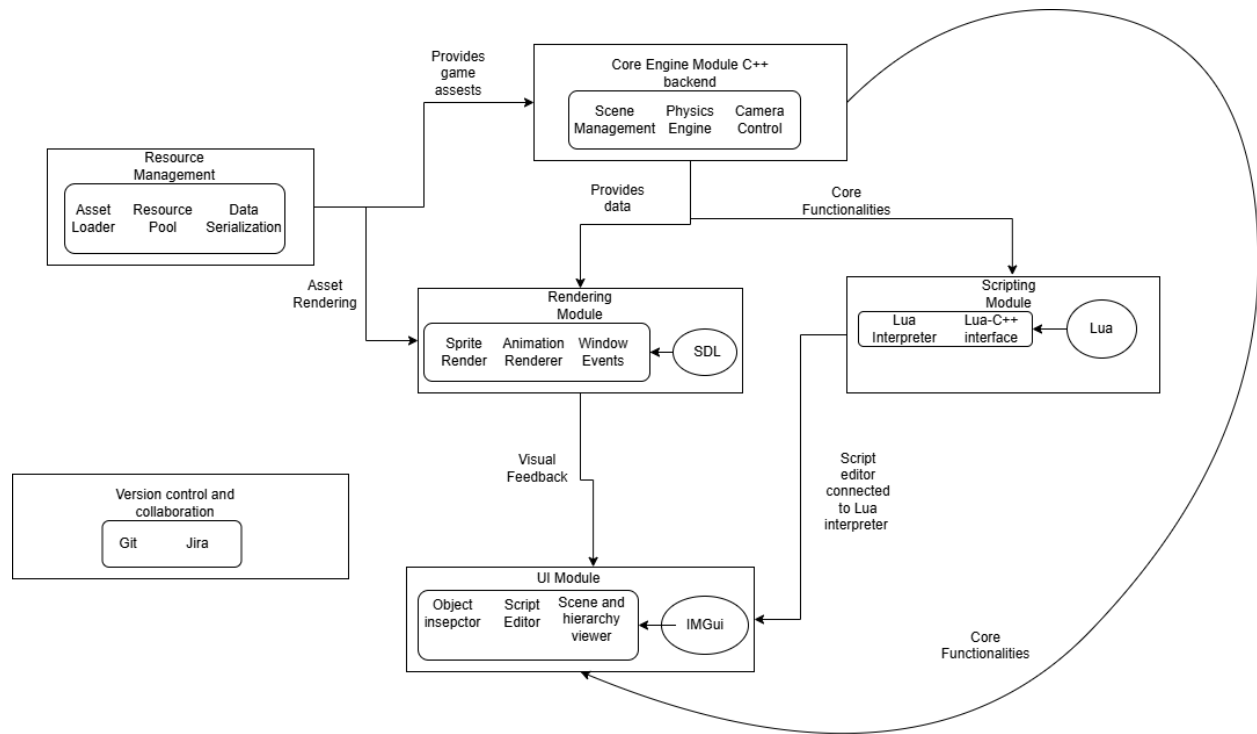 Provides
game
assests
Core Engine Module C++
backend
Scene
Management
Physics
Engine
Camera
Control
Resource
Management
Asset
Loader
Resource
Pool
Data
Serialization
Provides
data
Core
Functionalities
Asset
Rendering
Rendering
Module
Sprite
Render
Animation
Renderer
Window
Events
SDL
Scripting
Module
Lua
Interpreter
Lua-C++
interface
Lua
Visual
Feedback
Script
editor
connected
to Lua
interpreter
Version control and
collaboration
Git
Jira
UI Module
Object
insepctor
Script
Editor
Scene and
hierarchy
viewer
IMGui
Core
Functionalities